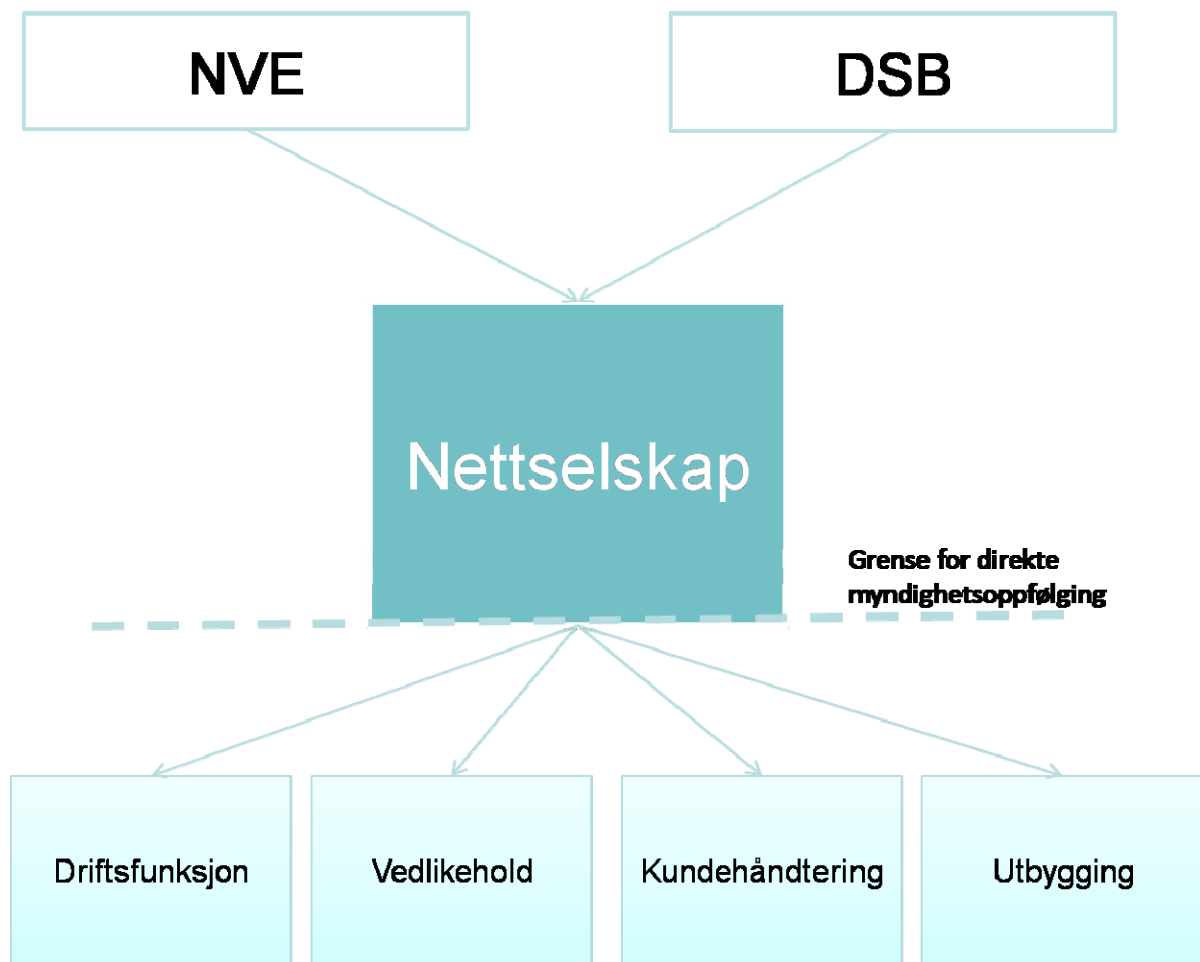 NVE
DSB
Nettselskap
Grense for direkte
myndighetsoppfølging
Driftsfunksjon
Vedlikehold
Kundehåndtering
Utbygging